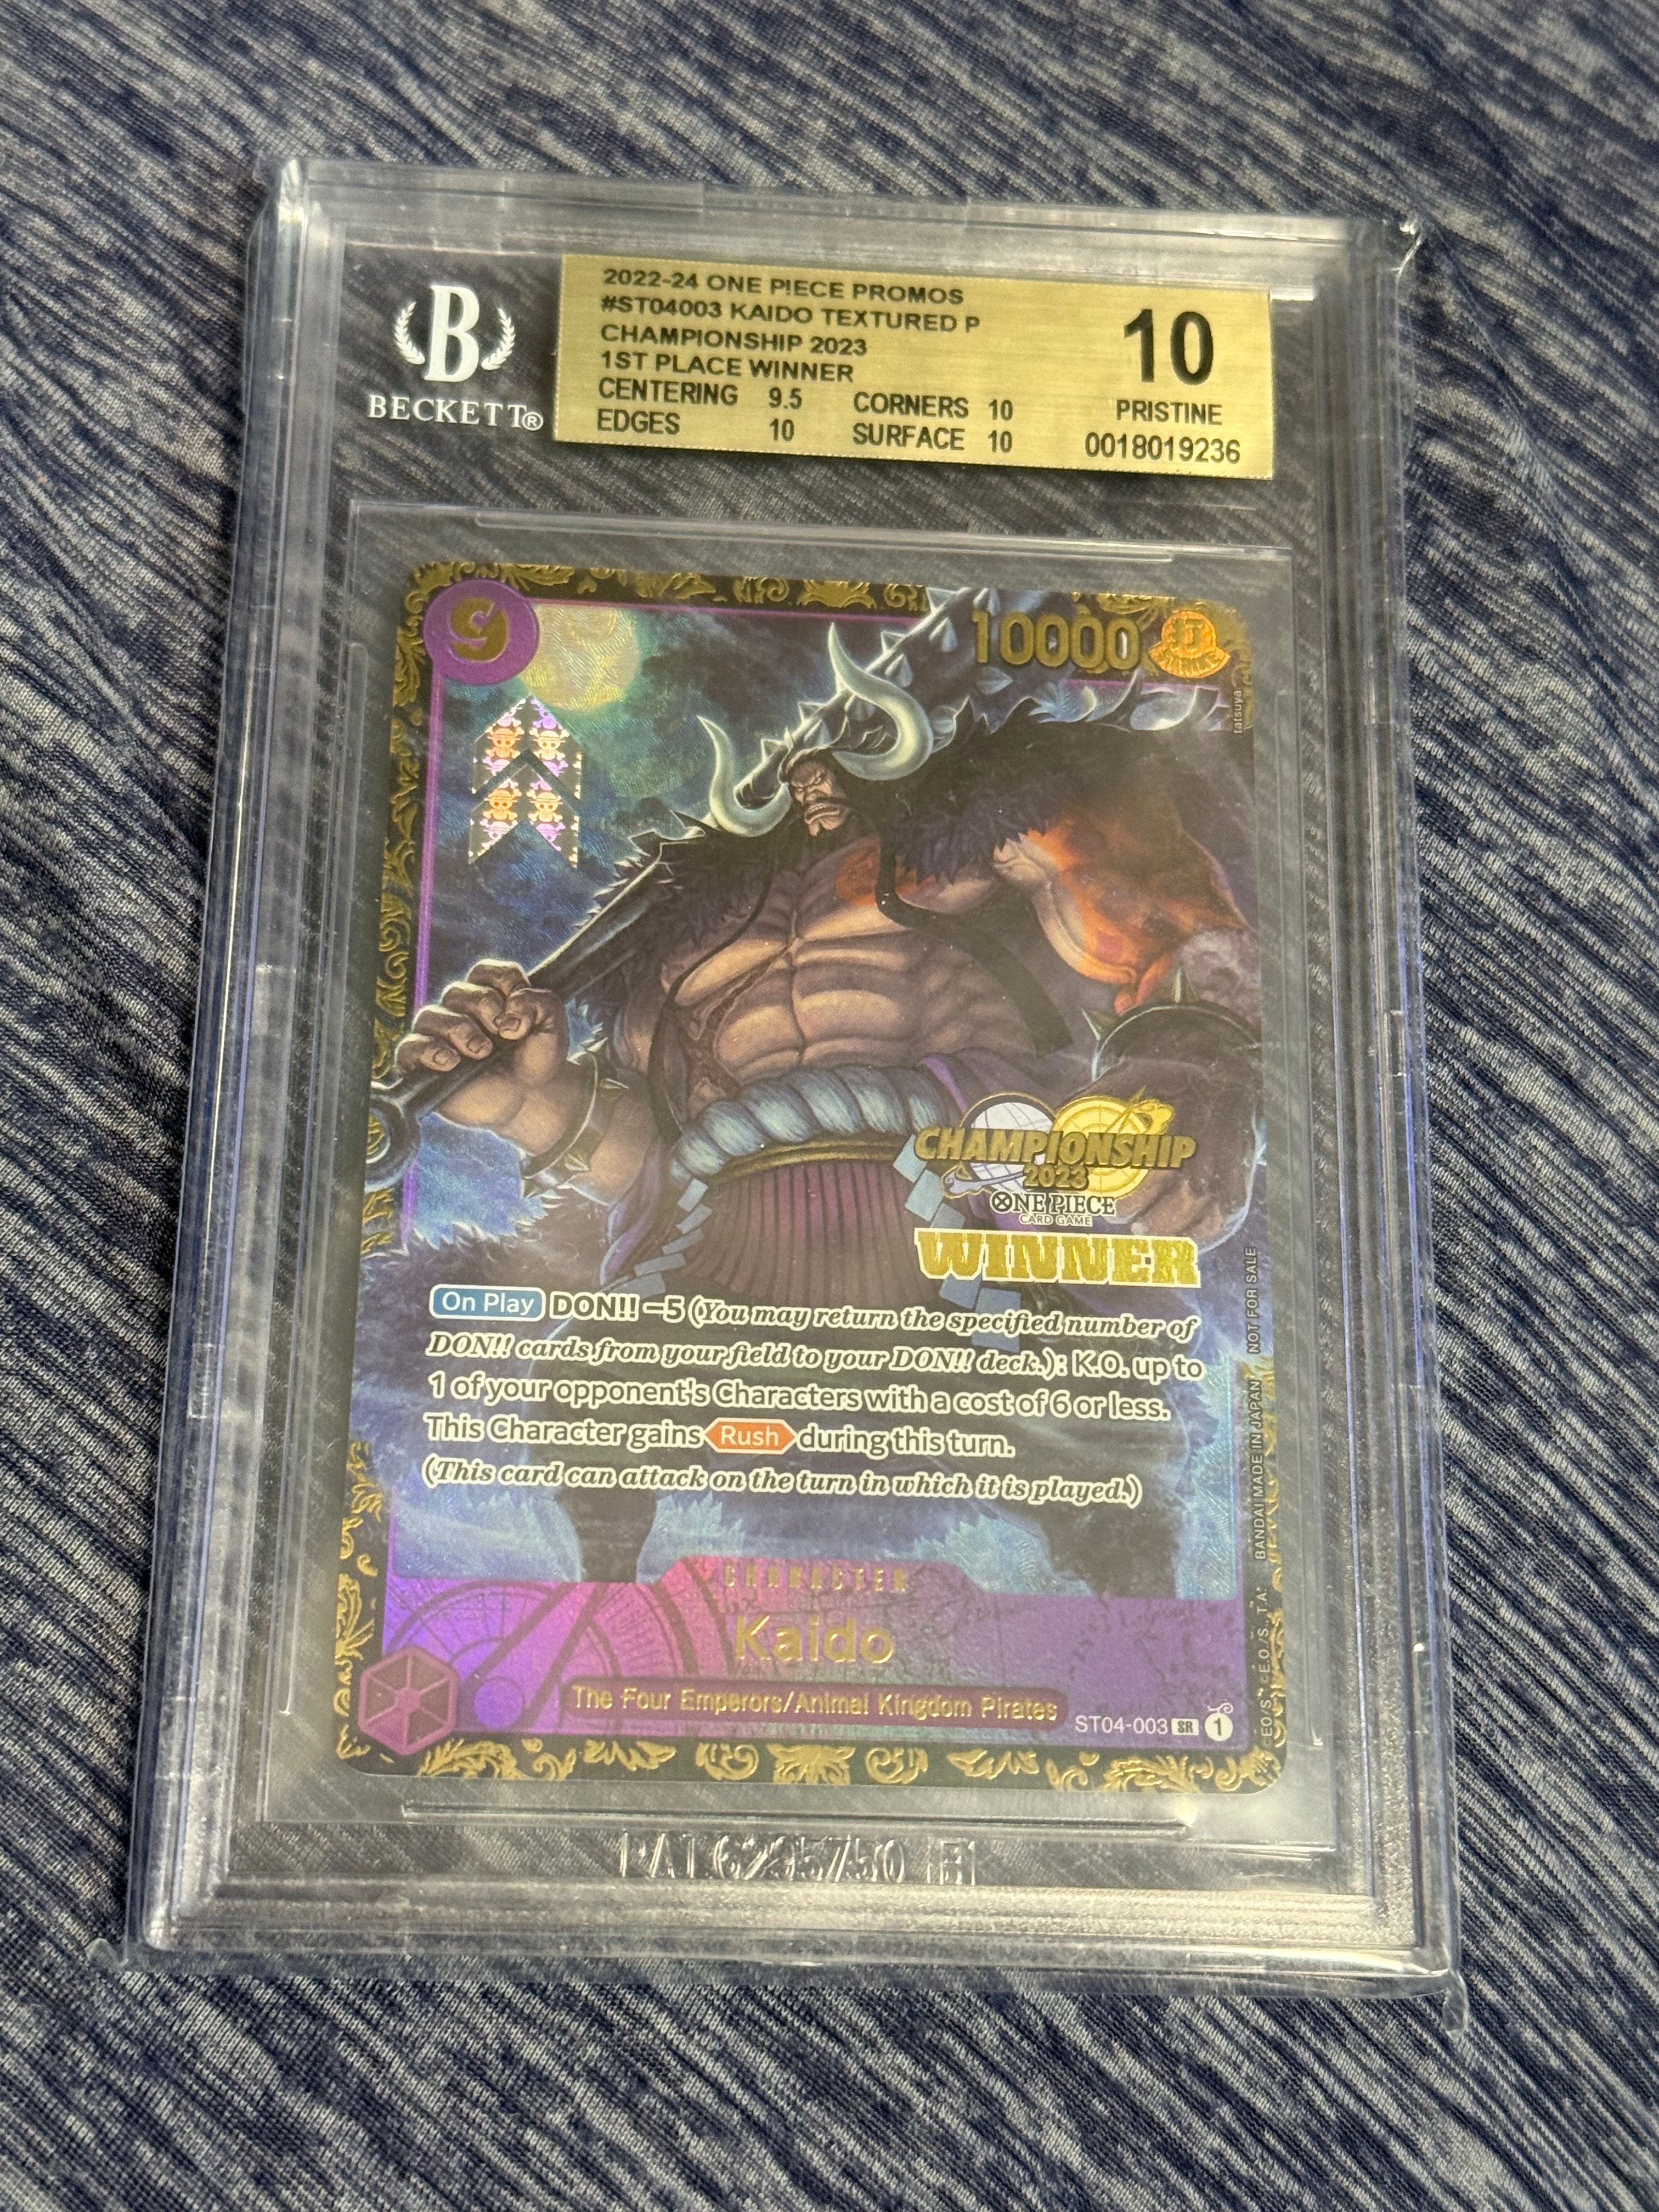 2022-24 ONE PIECE PROMOS
#ST04003 KAIDO TEXTURED P
CHAMPIONSHIP 2023
1ST PLACE WINNER
CENTERING 9.5 CORNERS 10
EDGES 10 SURFACE 10
10
PRISTINE
0018019236
B
BECKETT®
9
10000
STRIKE
tatsuya
CHAMPIONSHIP
2023
ONE PIECE
CARD GAME
WINNER
On Play DON!! −5 (You may return the specified number of
DON!! cards from your field to your DON!! deck.): K.O. up to
1 of your opponent's Characters with a cost of 6 or less.
This Character gains Rush during this turn.
(This card can attack on the turn in which it is played.)
CHARACTER
Kaido
The Four Emperors/Animal Kingdom Pirates
ST04-003 SR 1
©E.O/S. ©E.O./S.,T.A. BANDAI MADE IN JAPAN NOT FOR SALE